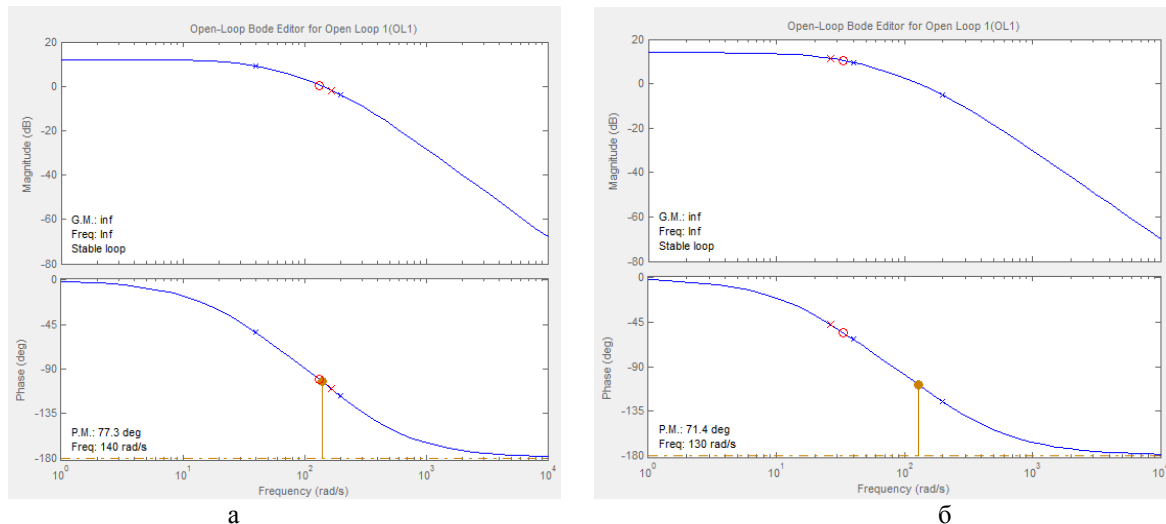 Open-Loop Bode Editor for Open Loop 1(OL1)
20
0
-20
-40
-60
-80
Magnitude (dB)
G.M.: inf
Freq: Inf
Stable loop
0
-45
-90
-135
-180
Phase (deg)
P.M.: 77.3 deg
Freq: 140 rad/s
10^0
10^1
10^2
10^3
10^4
Frequency (rad/s)
а
Open-Loop Bode Editor for Open Loop 1(OL1)
20
0
-20
-40
-60
-80
Magnitude (dB)
G.M.: inf
Freq: Inf
Stable loop
0
-45
-90
-135
-180
Phase (deg)
P.M.: 71.4 deg
Freq: 130 rad/s
10^0
10^1
10^2
10^3
10^4
Frequency (rad/s)
б